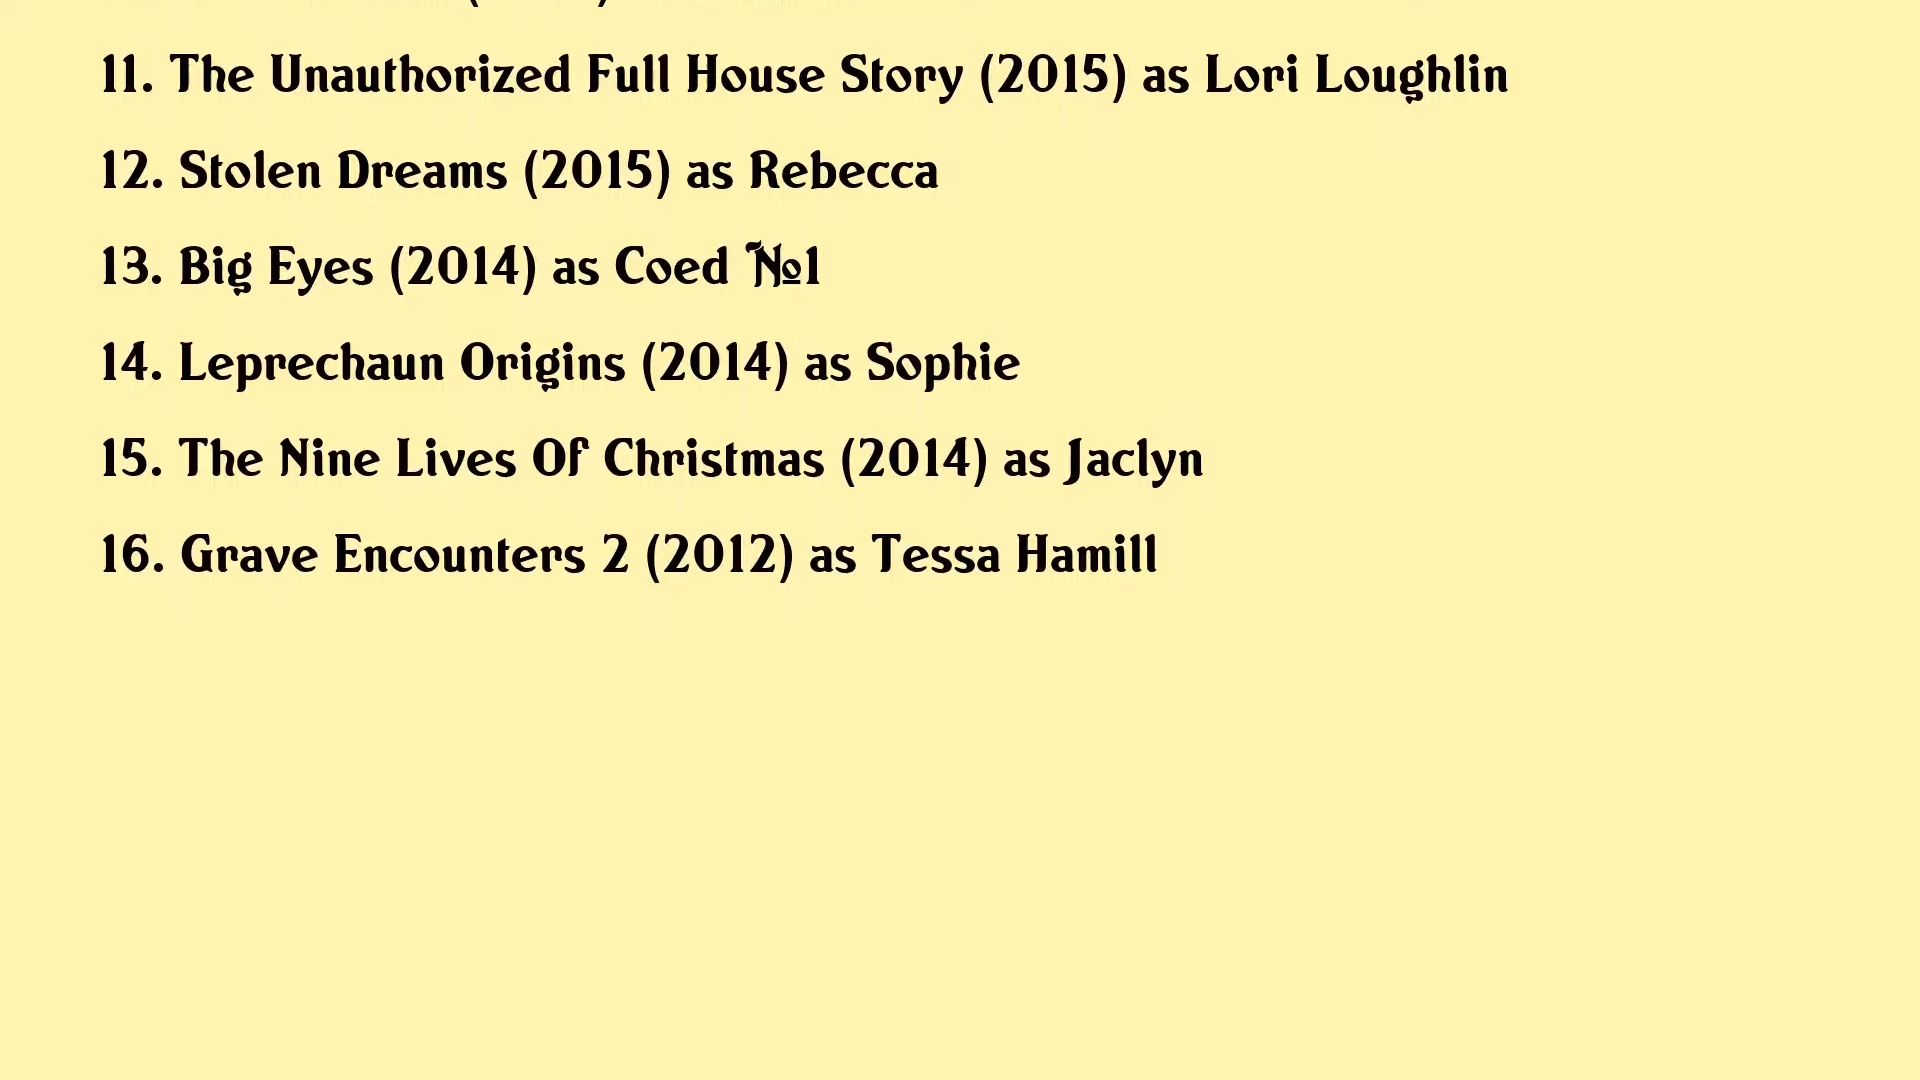 11. The Unauthorized Full House Story (2015) as Lori Loughlin
12. Stolen Dreams (2015) as Rebecca
13. Big Eyes (2014) as Coed №1
14. Leprechaun Origins (2014) as Sophie
15. The Nine Lives Of Christmas (2014) as Jaclyn
16. Grave Encounters 2 (2012) as Tessa Hamill